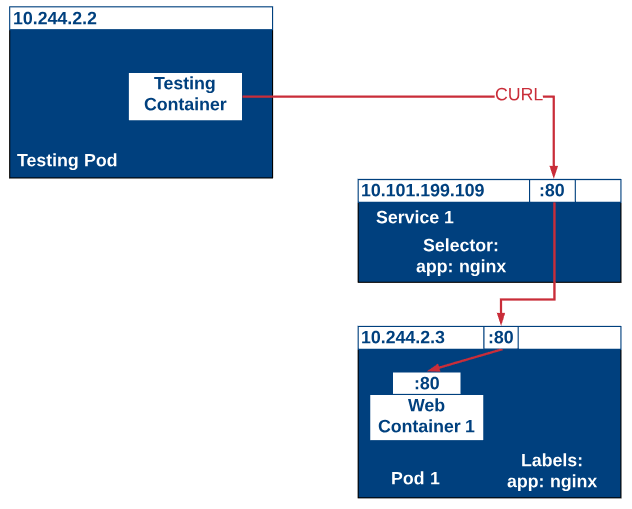 10.244.2.2
Testing
Container
Testing Pod
CURL
10.101.199.109 :80
Service 1
Selector:
app: nginx
10.244.2.3 :80
:80
Web
Container 1
Pod 1
Labels:
app: nginx